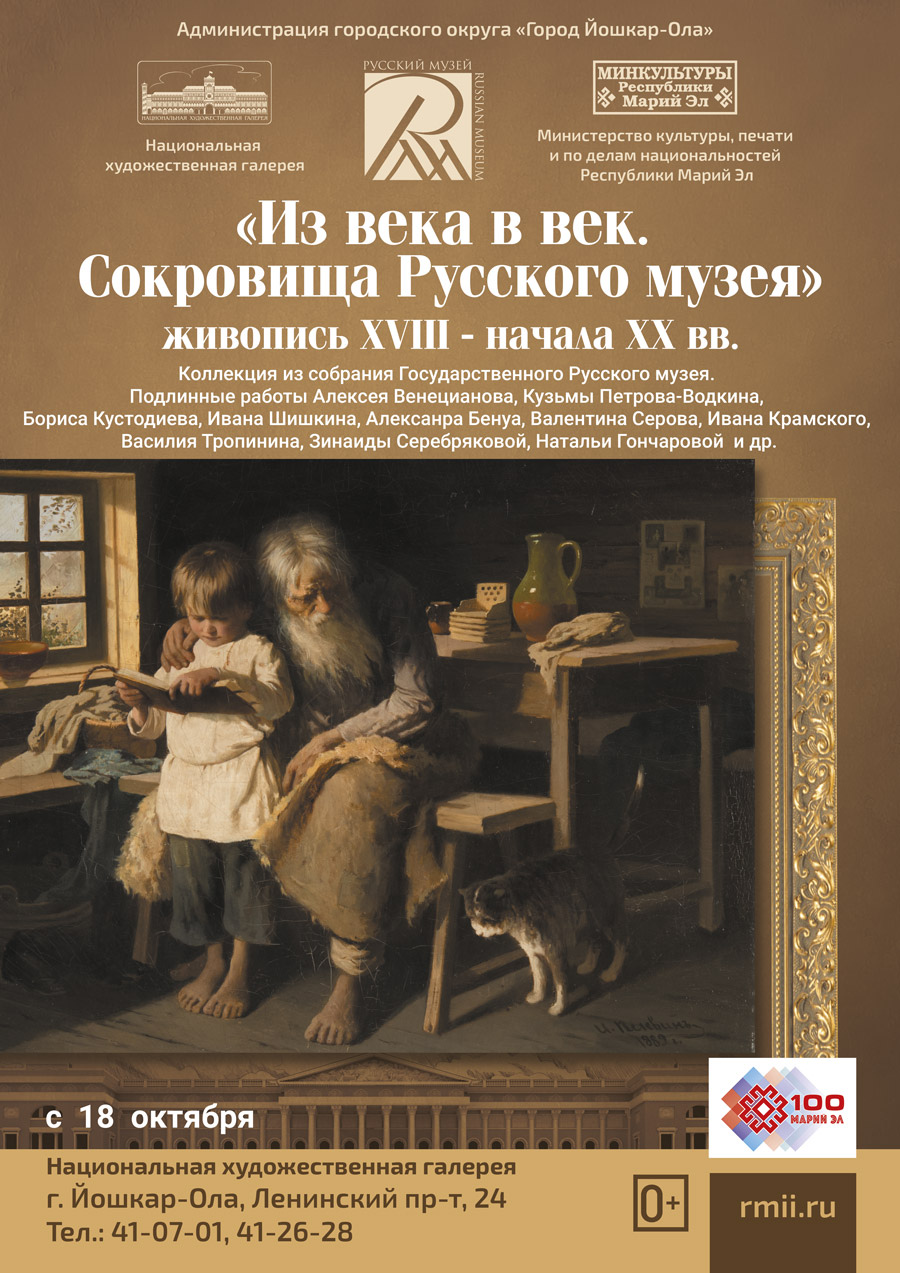 Администрация городского округа «Город Йошкар-Ола»
НАЦИОНАЛЬНАЯ ХУДОЖЕСТВЕННАЯ ГАЛЕРЕЯ
Национальная
художественная галерея
РУССКИЙ МУЗЕЙ
RUSSIAN MUSEUM
МИНКУЛЬТУРЫ
Республики
Марий Эл
Министерство культуры, печати
и по делам национальностей
Республики Марий Эл
«Из века в век.
Сокровища Русского музея»
живопись XVIII - начала XX вв.
Коллекция из собрания Государственного Русского музея.
Подлинные работы Алексея Венецианова, Кузьмы Петрова-Водкина,
Бориса Кустодиева, Ивана Шишкина, Алексанра Бенуа, Валентина Серова, Ивана Крамского,
Василия Тропинина, Зинаиды Серебряковой, Натальи Гончаровой и др.
с 18 октября
100
МАРИЙ ЭЛ
Национальная художественная галерея
г. Йошкар-Ола, Ленинский пр-т, 24
Тел.: 41-07-01, 41-26-28
0+
rmii.ru